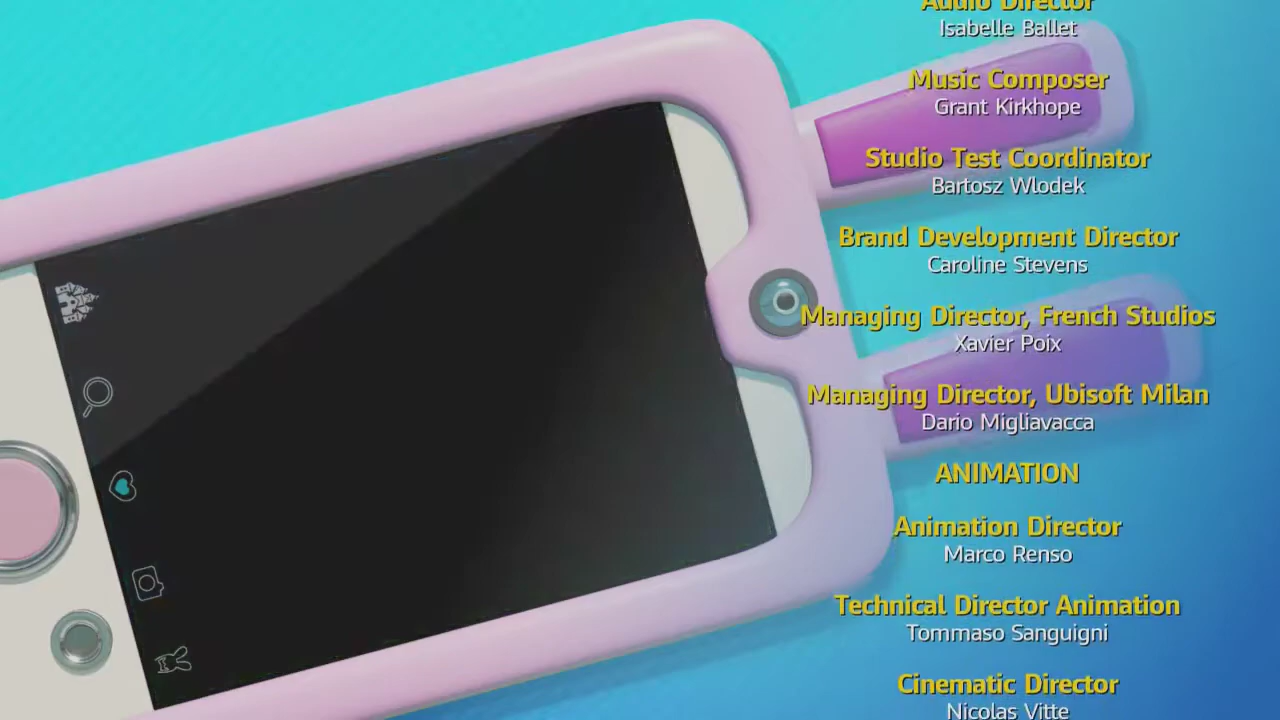 Audio Director
Isabelle Ballet
Music Composer
Grant Kirkhope
Studio Test Coordinator
Bartosz Wlodek
Brand Development Director
Caroline Stevens
Managing Director, French Studios
Xavier Poix
Managing Director, Ubisoft Milan
Dario Migliavacca
ANIMATION
Animation Director
Marco Renso
Technical Director Animation
Tommaso Sanguigni
Cinematic Director
Nicolas Vitte